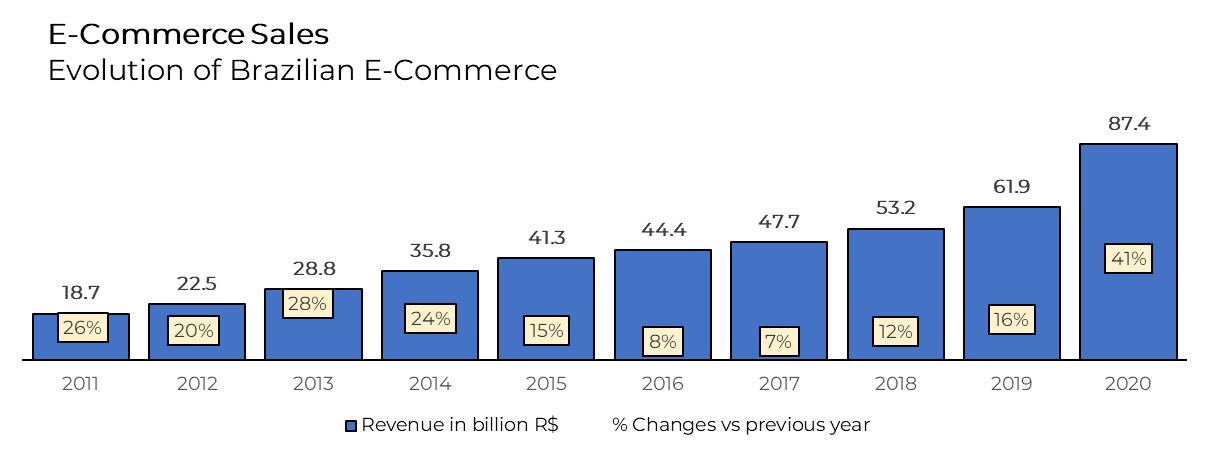 E-Commerce Sales
Evolution of Brazilian E-Commerce
18.7 22.5 28.8 35.8 41.3 44.4 47.7 53.2 61.9 87.4
26% 20% 28% 24% 15% 8% 7% 12% 16% 41%
2011 2012 2013 2014 2015 2016 2017 2018 2019 2020
Revenue in billion R$ % Changes vs previous year